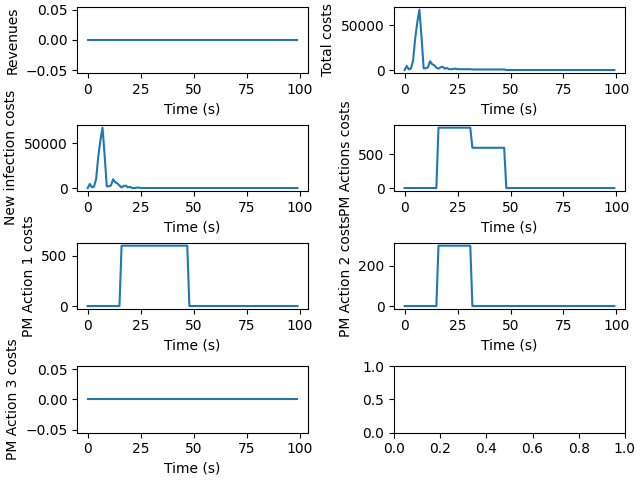 Revenues
0.05
0.00
−0.05
0 25 50 75 100
Time (s)
Total costs
50000
0
0 25 50 75 100
Time (s)
New infection costs
50000
0
0 25 50 75 100
Time (s)
PM Actions costs
500
0
0 25 50 75 100
Time (s)
PM Action 1 costs
500
0
0 25 50 75 100
Time (s)
PM Action 2 costs
200
0
0 25 50 75 100
Time (s)
PM Action 3 costs
0.05
0.00
−0.05
0 25 50 75 100
Time (s)
1.0
0.5
0.0
0.0 0.2 0.4 0.6 0.8 1.0